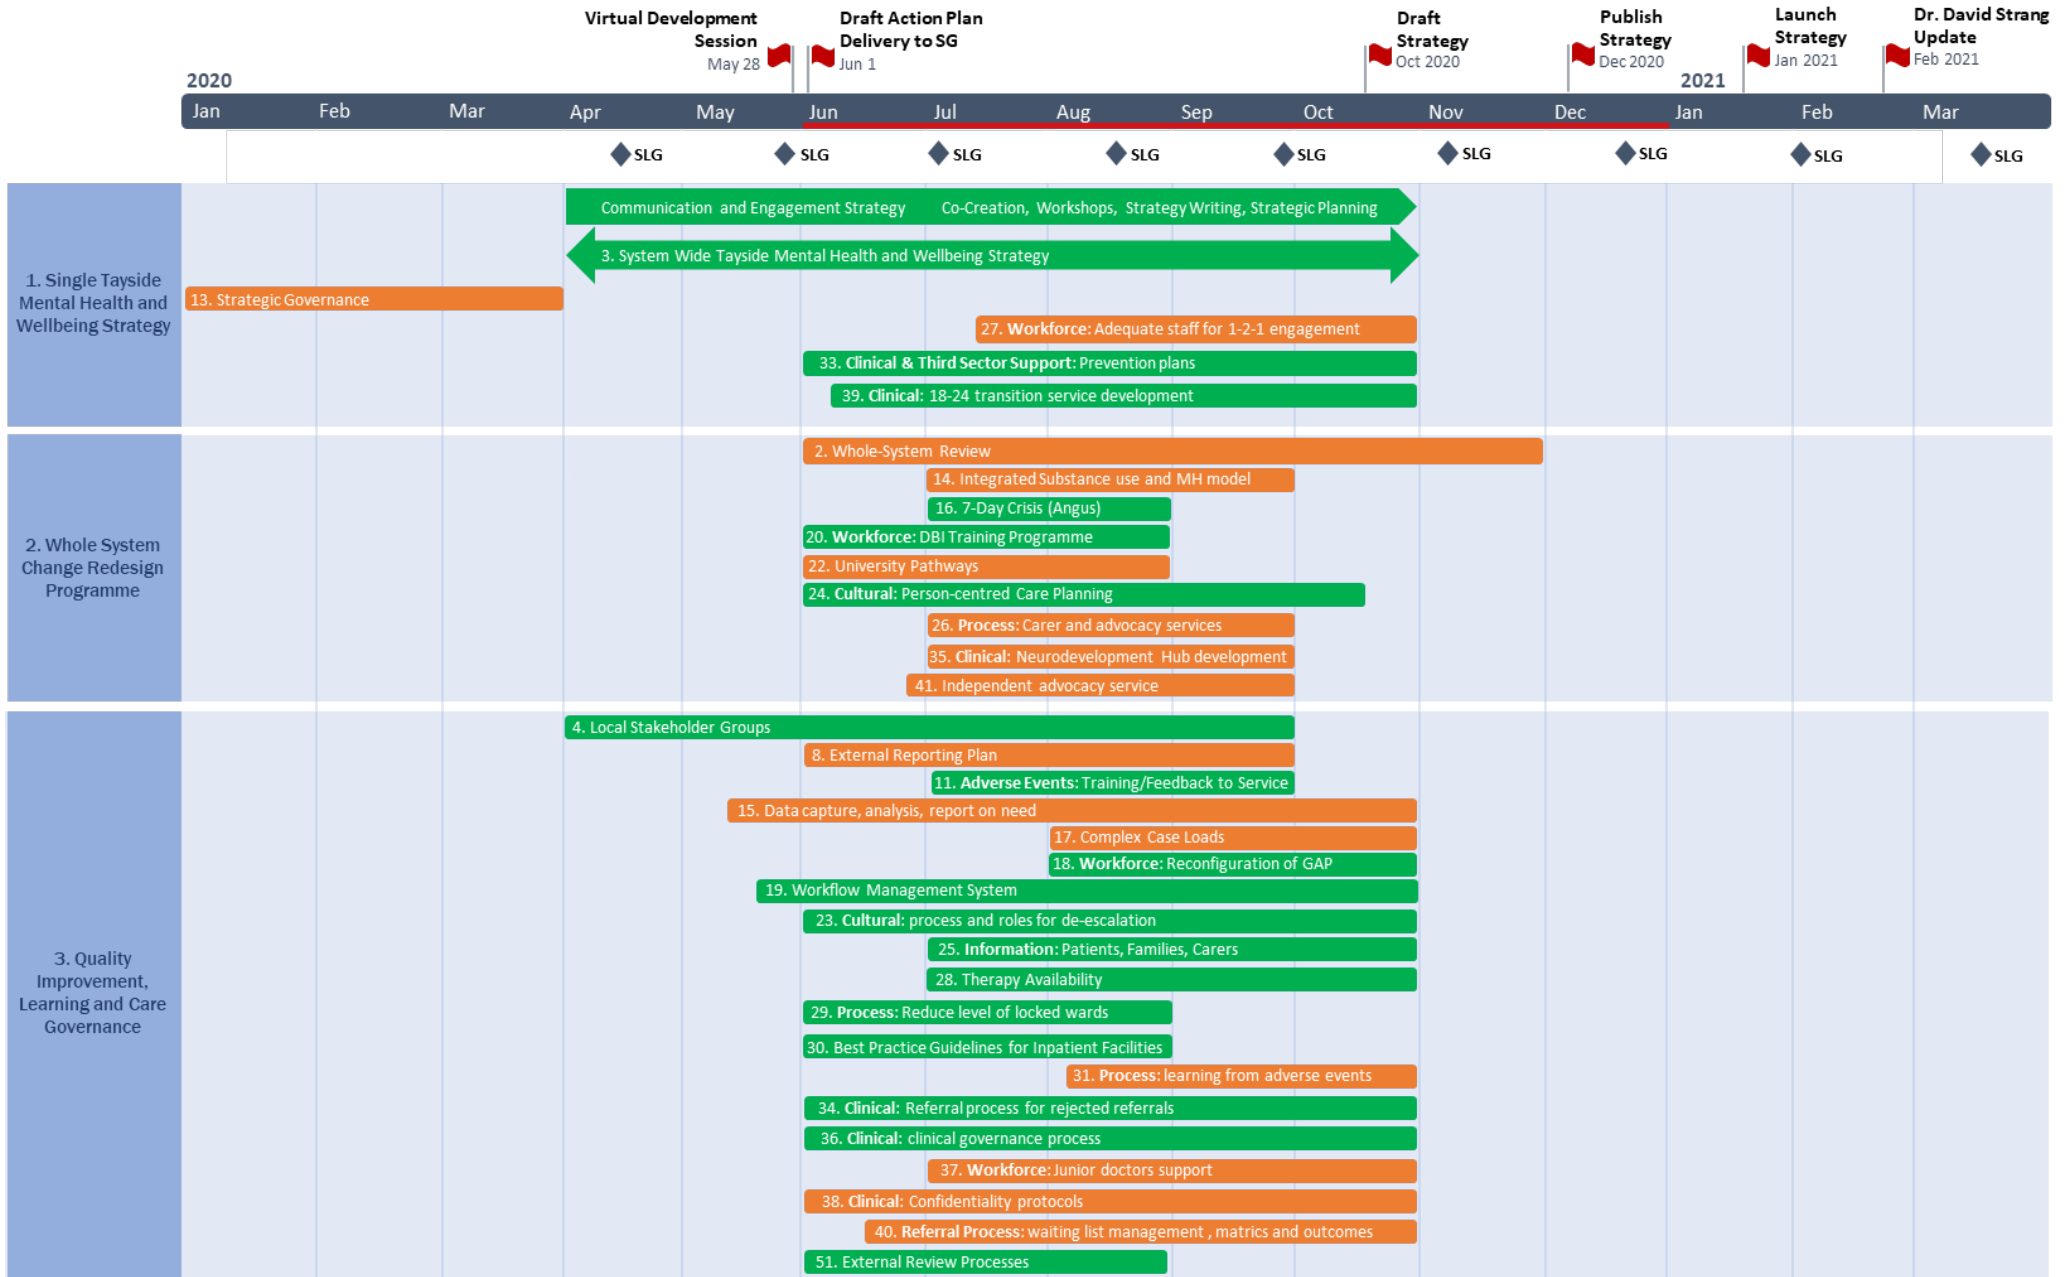 Virtual Development
Session
May 28
Draft Action Plan
Delivery to SG
Jun 1
Draft
Strategy
Oct 2020
Publish
Strategy
Dec 2020
Launch
Strategy
Jan 2021
Dr. David Strang
Update
Feb 2021
2020
2021
Jan Feb Mar Apr May Jun Jul Aug Sep Oct Nov Dec Jan Feb Mar
SLG SLG SLG SLG SLG SLG SLG SLG SLG
1. Single Tayside
Mental Health and
Wellbeing Strategy
Communication and Engagement Strategy Co-Creation, Workshops, Strategy Writing, Strategic Planning
3. System Wide Tayside Mental Health and Wellbeing Strategy
13. Strategic Governance
27. Workforce: Adequate staff for 1-2-1 engagement
33. Clinical & Third Sector Support: Prevention plans
39. Clinical: 18-24 transition service development
2. Whole System
Change Redesign
Programme
2. Whole-System Review
14. Integrated Substance use and MH model
16. 7-Day Crisis (Angus)
20. Workforce: DBI Training Programme
22. University Pathways
24. Cultural: Person-centred Care Planning
26. Process: Carer and advocacy services
35. Clinical: Neurodevelopment Hub development
41. Independent advocacy service
3. Quality
Improvement,
Learning and Care
Governance
4. Local Stakeholder Groups
8. External Reporting Plan
11. Adverse Events: Training/Feedback to Service
15. Data capture, analysis, report on need
17. Complex Case Loads
18. Workforce: Reconfiguration of GAP
19. Workflow Management System
23. Cultural: process and roles for de-escalation
25. Information: Patients, Families, Carers
28. Therapy Availability
29. Process: Reduce level of locked wards
30. Best Practice Guidelines for Inpatient Facilities
31. Process: learning from adverse events
34. Clinical: Referral process for rejected referrals
36. Clinical: clinical governance process
37. Workforce: Junior doctors support
38. Clinical: Confidentiality protocols
40. Referral Process: waiting list management , matrics and outcomes
51. External Review Processes